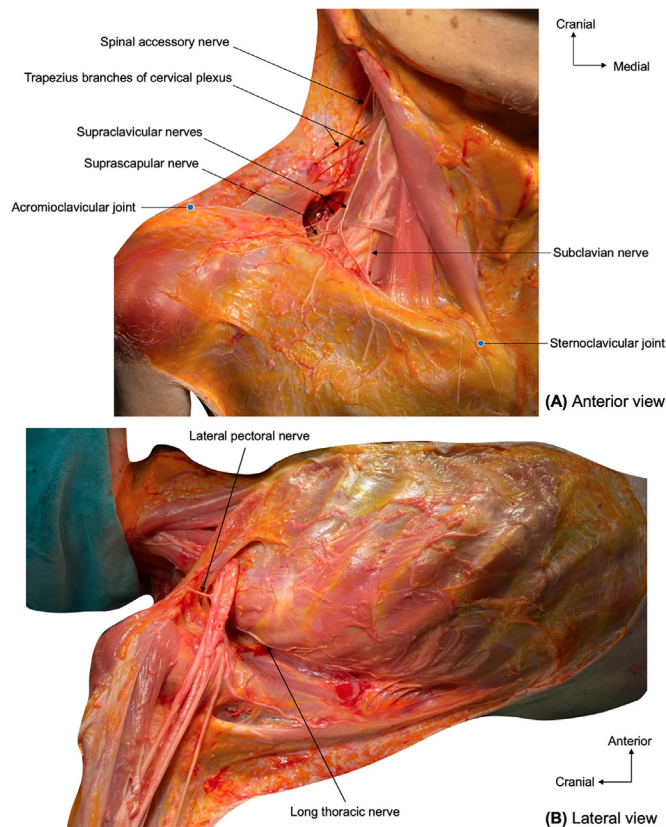 Spinal accessory nerve
Cranial
Trapezius branches of cervical plexus
Medial
Supraclavicular nerves
Suprascapular nerve
Acromioclavicular joint
Subclavian nerve
Sternoclavicular joint
(A) Anterior view
Lateral pectoral nerve
Anterior
Cranial
Long thoracic nerve
(B) Lateral view